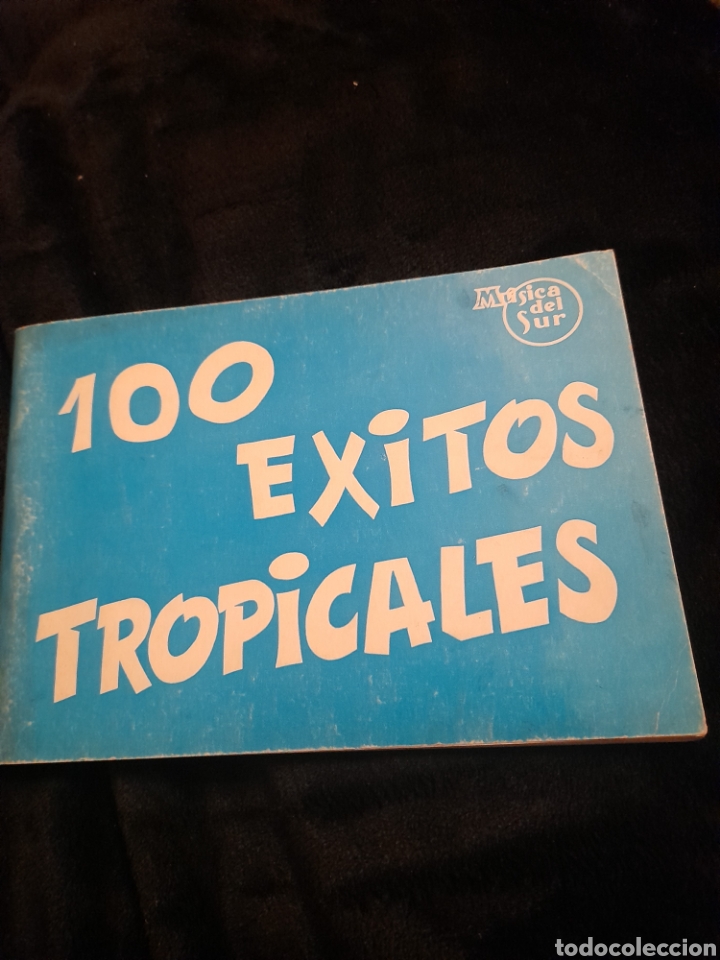 Música
del
Sur
100
EXiTOS
TROPiCALES
todocoleccion